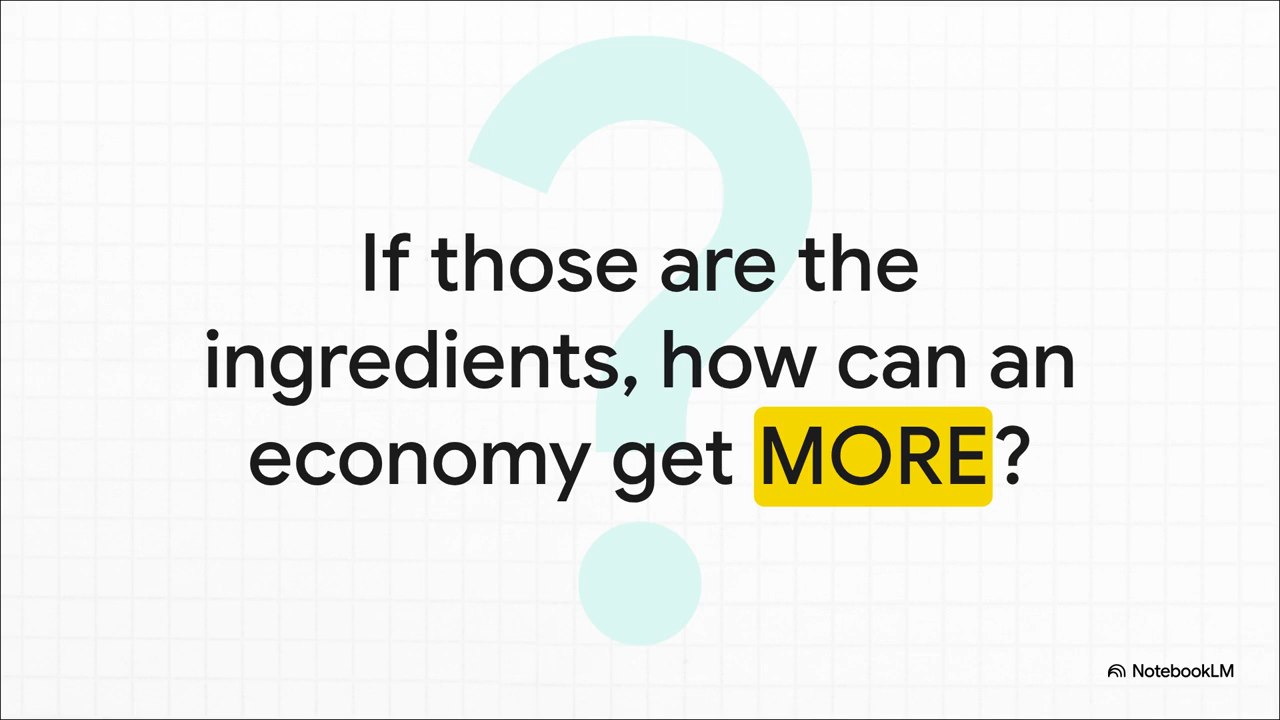 If those are the
ingredients, how can an
economy get MORE?
NotebookLM